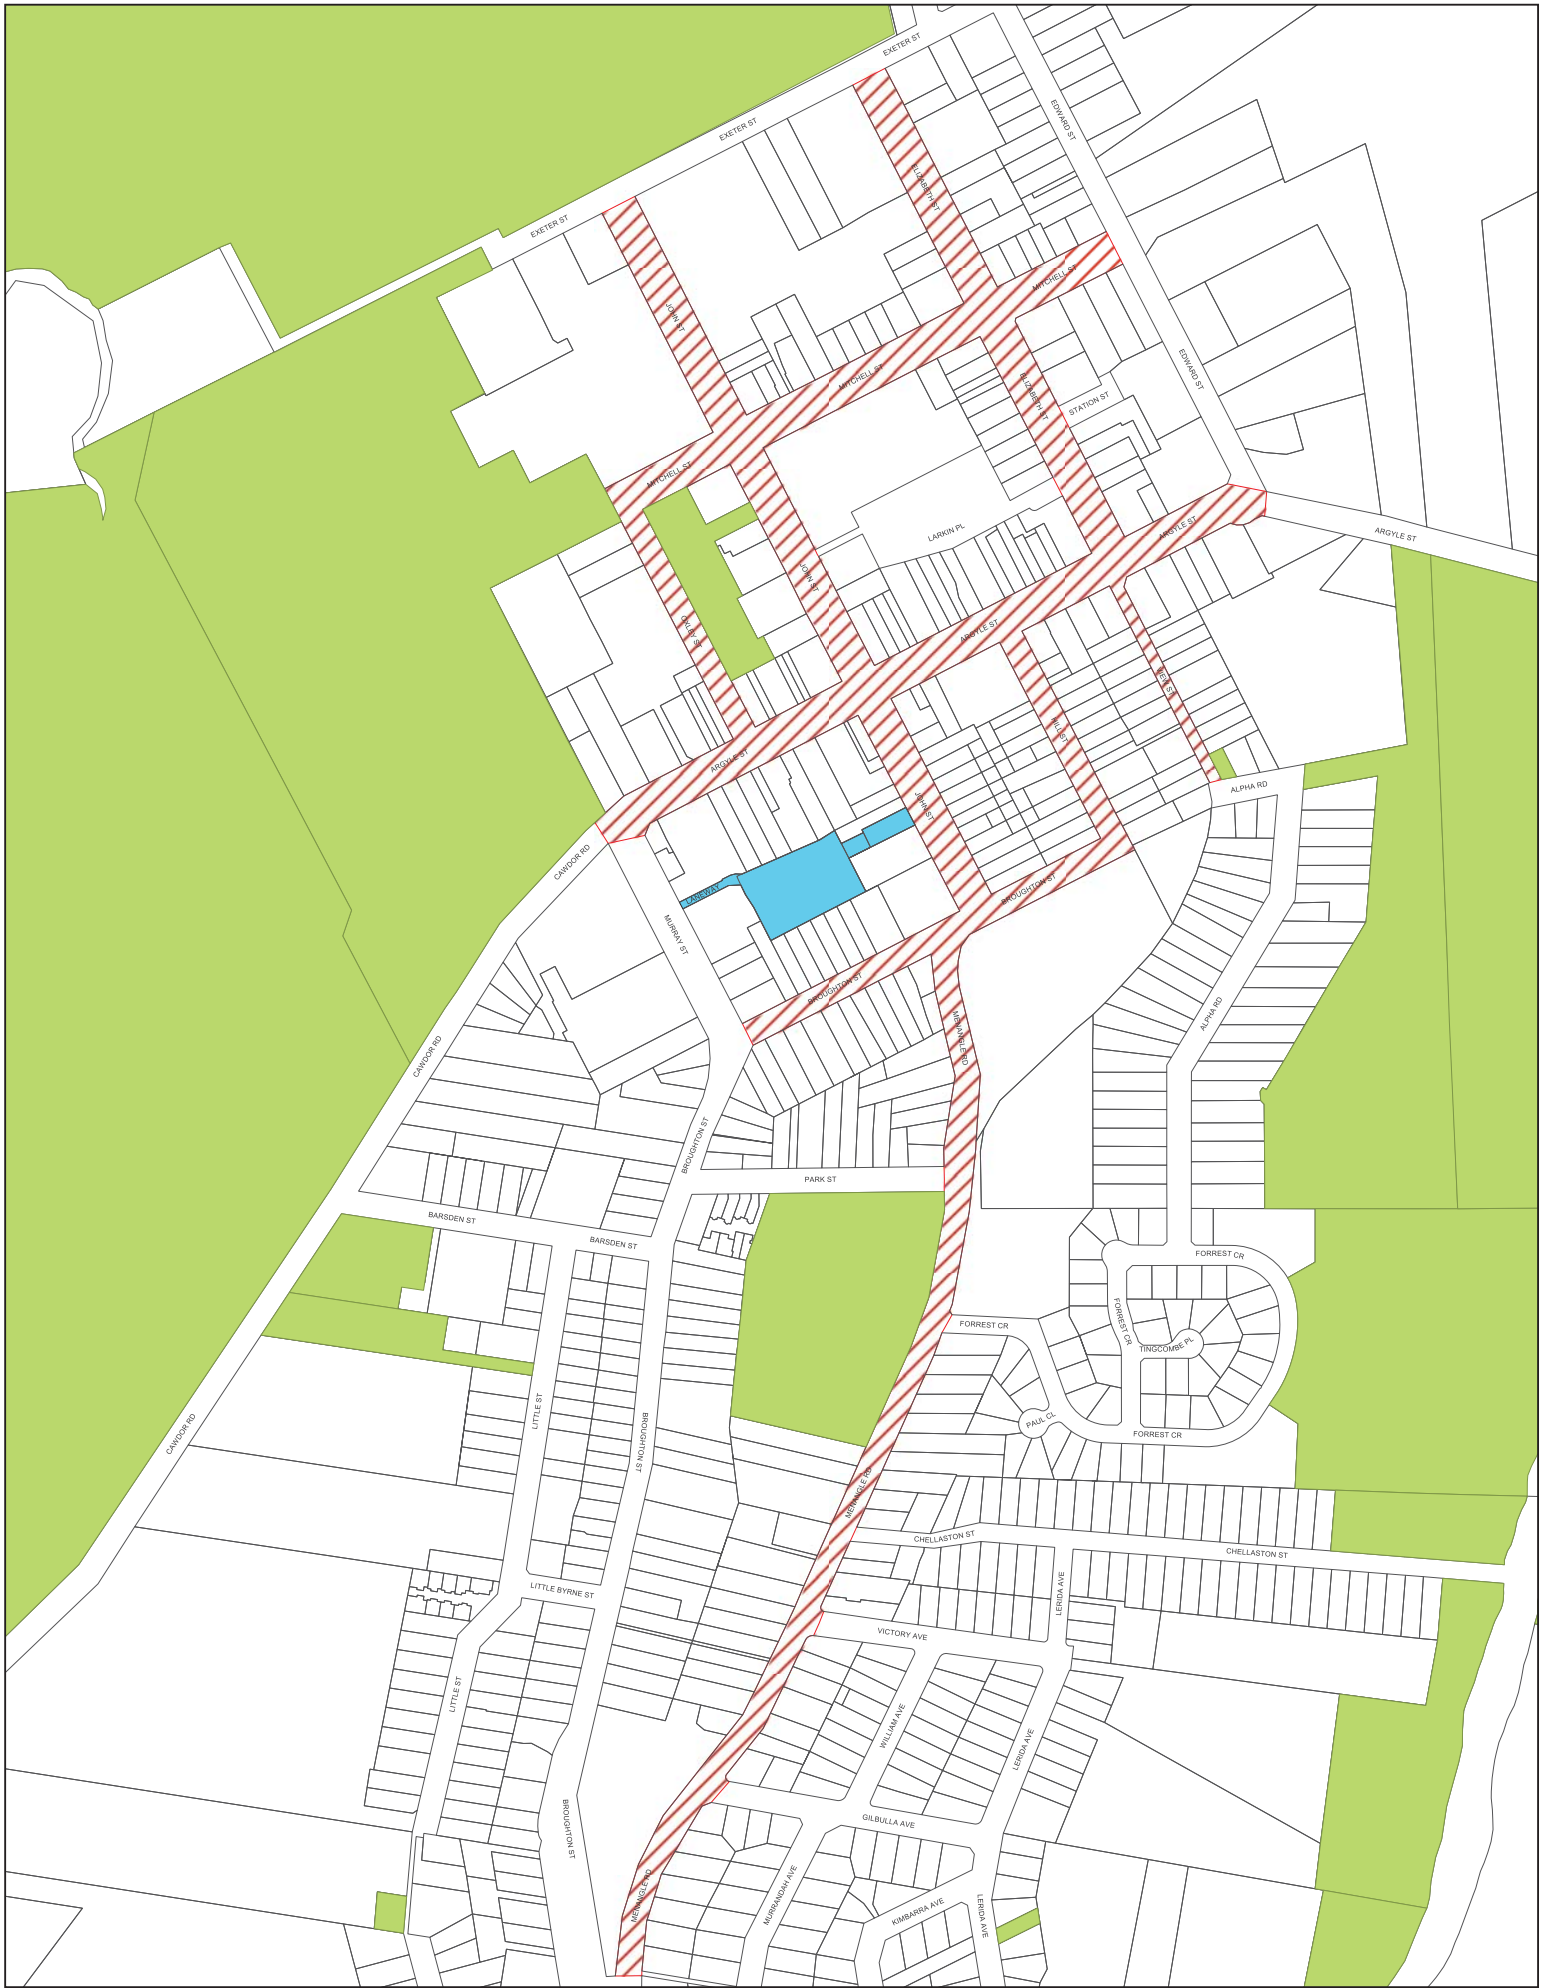 EXETER ST
EDWARD ST
EXETER ST
ELIZABETH ST
EXETER ST
MITCHELL ST
JOHN ST
EDWARD ST
MITCHELL ST
ELIZABETH ST
STATION ST
MITCHELL ST
ARGYLE ST
LARKIN PL
ARGYLE ST
JOHN ST
OXLEY ST
ARGYLE ST
VIEW ST
HILL ST
ARGYLE ST
ALPHA RD
JOHN ST
CAWDOR RD
LANEWAY
BROUGHTON ST
MURRAY ST
BROUGHTON ST
ALPHA RD
MENANGLE RD
CAWDOR RD
BROUGHTON ST
PARK ST
BARSDEN ST
BARSDEN ST
FORREST CR
FORREST CR
FORREST CR
TINGCOMBE PL
LITTLE ST
CAWDOR RD
BROUGHTON ST
PAUL CL
FORREST CR
MENANGLE RD
CHELLASTON ST
CHELLASTON ST
LITTLE BYRNE ST
LERIDA AVE
VICTORY AVE
LITTLE ST
WILLIAM AVE
LERIDA AVE
BROUGHTON ST
GILBULLA AVE
MENANGLE RD
MURRANDAH AVE
KIMBARRA AVE
LERIDA AVE